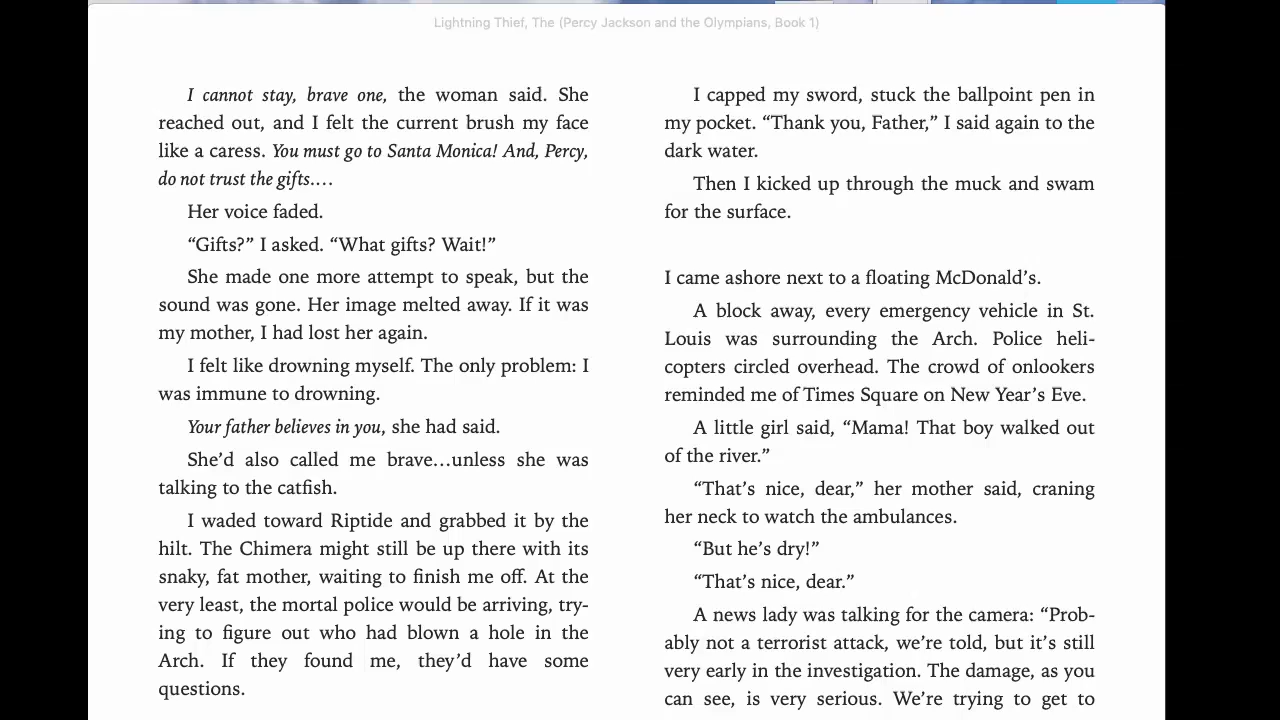 Lightning Thief, The (Percy Jackson and the Olympians, Book 1)
I cannot stay, brave one, the woman said. She
reached out, and I felt the current brush my face
like a caress. You must go to Santa Monica! And, Percy,
do not trust the gifts....
Her voice faded.
“Gifts?” I asked. “What gifts? Wait!”
She made one more attempt to speak, but the
sound was gone. Her image melted away. If it was
my mother, I had lost her again.
I felt like drowning myself. The only problem: I
was immune to drowning.
Your father believes in you, she had said.
She’d also called me brave…unless she was
talking to the catfish.
I waded toward Riptide and grabbed it by the
hilt. The Chimera might still be up there with its
snaky, fat mother, waiting to finish me off. At the
very least, the mortal police would be arriving, try-
ing to figure out who had blown a hole in the
Arch. If they found me, they’d have some
questions.
I capped my sword, stuck the ballpoint pen in
my pocket. “Thank you, Father,” I said again to the
dark water.
Then I kicked up through the muck and swam
for the surface.
I came ashore next to a floating McDonald’s.
A block away, every emergency vehicle in St.
Louis was surrounding the Arch. Police heli-
copters circled overhead. The crowd of onlookers
reminded me of Times Square on New Year’s Eve.
A little girl said, “Mama! That boy walked out
of the river.”
“That’s nice, dear,” her mother said, craning
her neck to watch the ambulances.
“But he’s dry!”
“That’s nice, dear.”
A news lady was talking for the camera: “Prob-
ably not a terrorist attack, we’re told, but it’s still
very early in the investigation. The damage, as you
can see, is very serious. We’re trying to get to